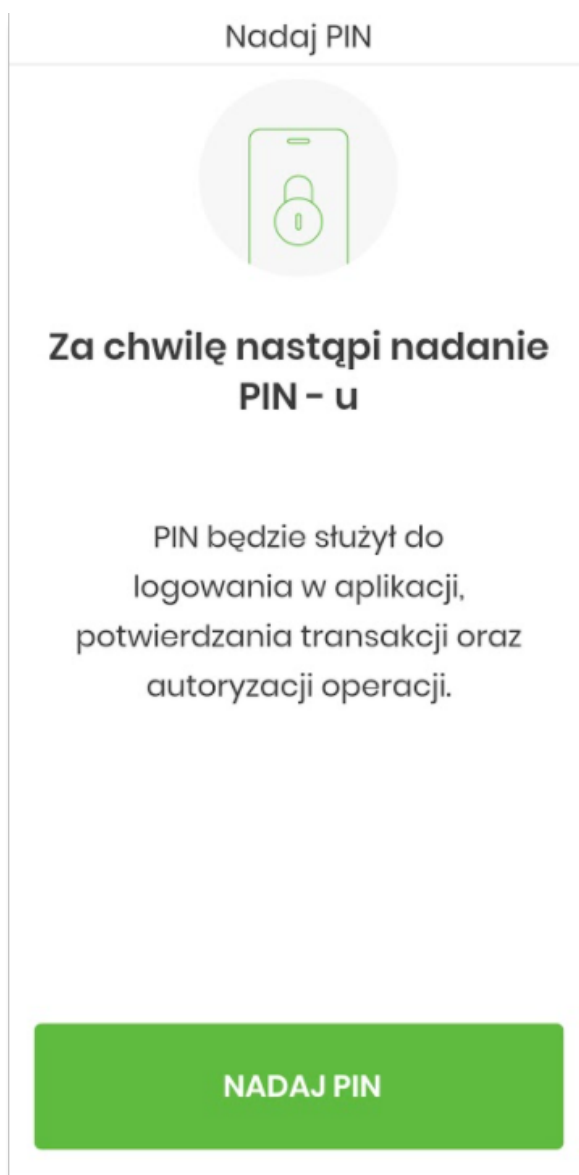 Nadaj PIN
Za chwilę nastąpi nadanie
PIN - u
PIN będzie służył do
logowania w aplikacji,
potwierdzania transakcji oraz
autoryzacji operacji.
NADAJ PIN